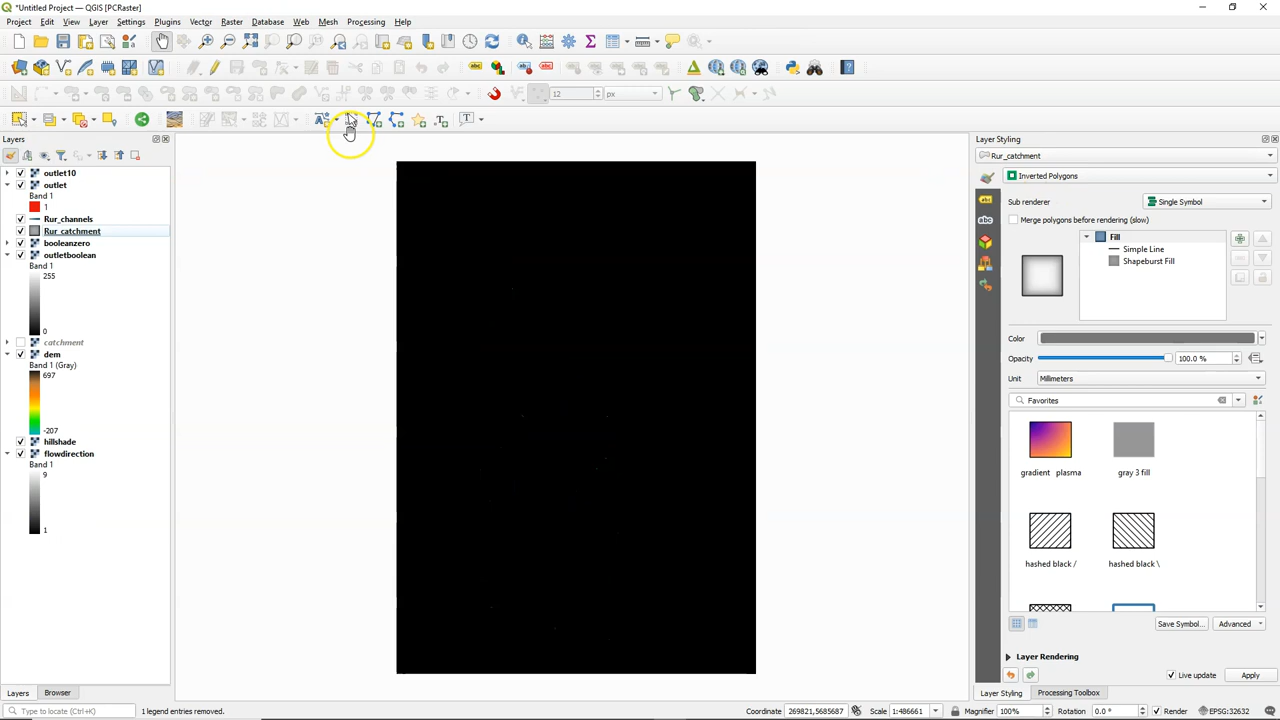 *Untitled Project — QGIS [PCRaster]
Project Edit View Layer Settings Plugins Vector Raster Database Web Mesh Processing Help
12 px
Layers
outlet10
outlet
Band 1
1
Rur_channels
Rur_catchment
booleanzero
outletboolean
Band 1
255
0
catchment
dem
Band 1 (Gray)
697
-207
hillshade
flowdirection
Band 1
9
1
Layers Browser
Layer Styling
Rur_catchment
Inverted Polygons
Sub renderer Single Symbol
Merge polygons before rendering (slow)
Fill
Simple Line
Shapeburst Fill
Color
Opacity 100.0 %
Unit Millimeters
Favorites
gradient plasma gray 3 fill
hashed black / hashed black \
Save Symbol... Advanced
Layer Rendering
Live update Apply
Layer Styling Processing Toolbox
Type to locate (Ctrl+K) 1 legend entries removed. Coordinate 269821,5685687 Scale 1:486661 Magnifier 100% Rotation 0.0 ° Render EPSG:32632